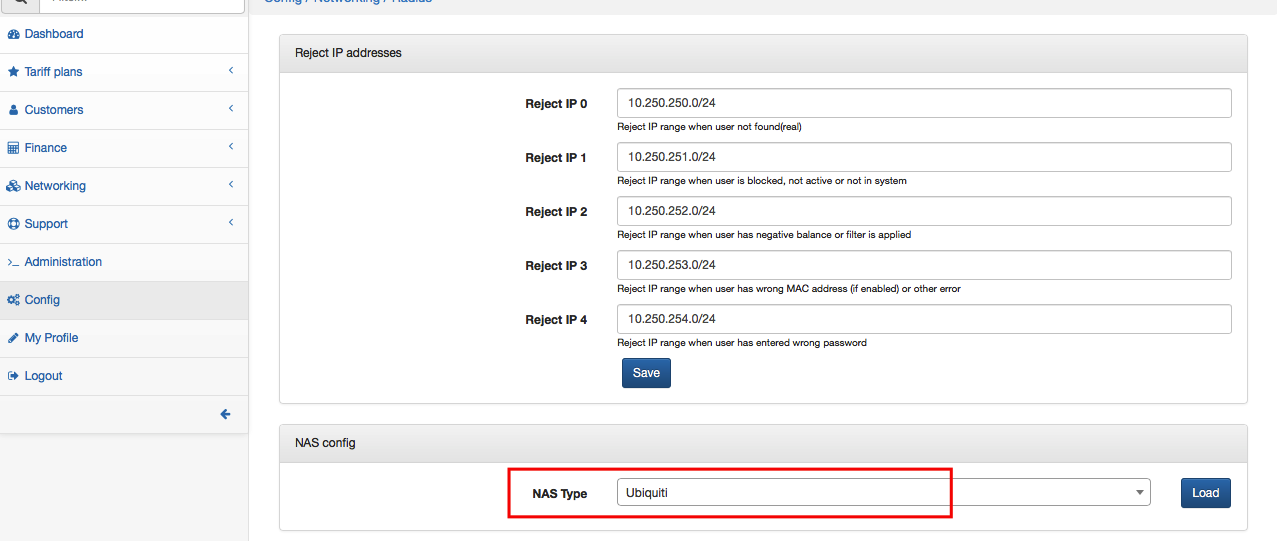 Config / Networking / Radius
Dashboard
Tariff plans
Customers
Finance
Networking
Support
Administration
Config
My Profile
Logout
Reject IP addresses
Reject IP 0
10.250.250.0/24
Reject IP range when user not found(real)
Reject IP 1
10.250.251.0/24
Reject IP range when user is blocked, not active or not in system
Reject IP 2
10.250.252.0/24
Reject IP range when user has negative balance or filter is applied
Reject IP 3
10.250.253.0/24
Reject IP range when user has wrong MAC address (if enabled) or other error
Reject IP 4
10.250.254.0/24
Reject IP range when user has entered wrong password
Save
NAS config
NAS Type
Ubiquiti
Load